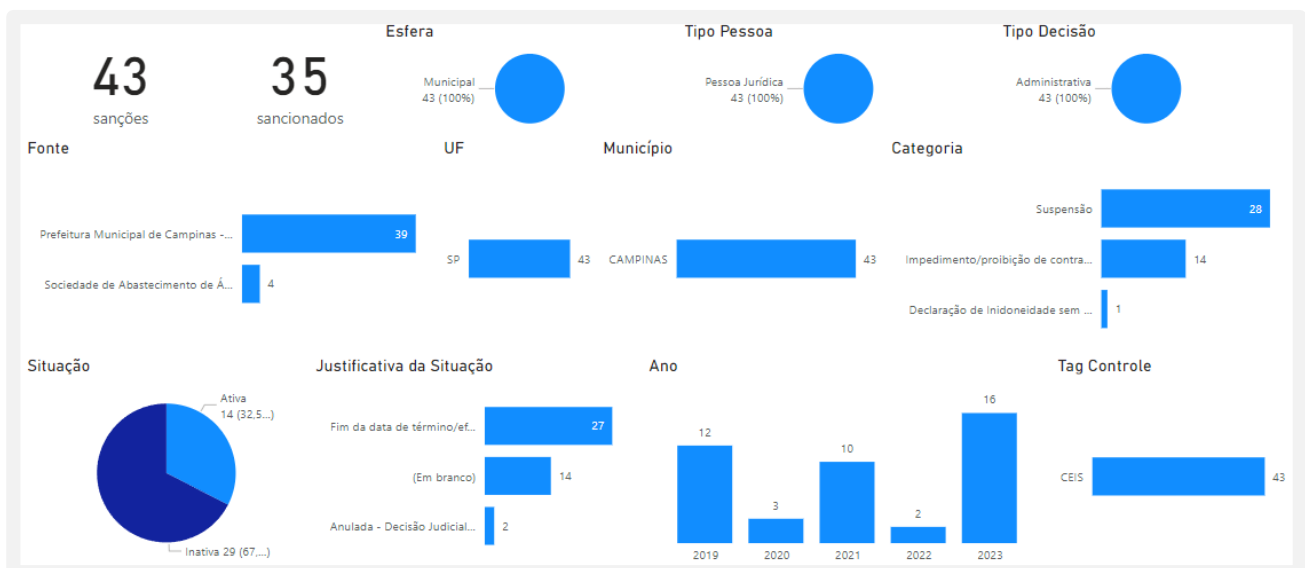 Esfera
Tipo Pessoa
Tipo Decisão
43
sanções
35
sancionados
Municipal
43 (100%)
Pessoa Jurídica
43 (100%)
Administrativa
43 (100%)
Fonte
UF
Município
Categoria
Prefeitura Municipal de Campinas -...
39
Sociedade de Abastecimento de Á...
4
SP
43
CAMPINAS
43
Suspensão
28
Impedimento/proibição de contra...
14
Declaração de Inidoneidade sem ...
1
Situação
Justificativa da Situação
Ano
Tag Controle
Ativa
14 (32,5...)
Inativa 29 (67,...)
Fim da data de término/ef...
27
(Em branco)
14
Anulada - Decisão Judicial...
2
12
3
10
2
16
2019
2020
2021
2022
2023
CEIS
43